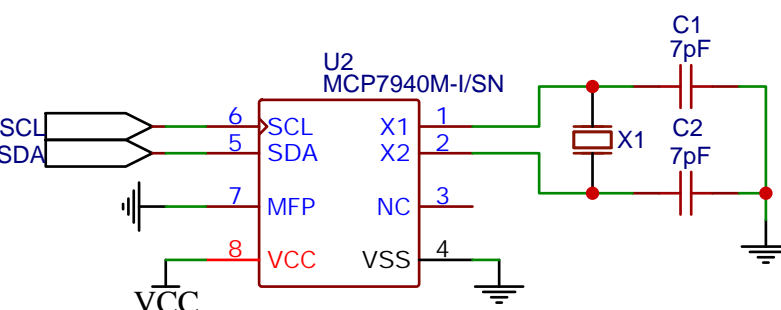 C1
7pF
U2
MCP7940M-I/SN
SCL
6
SCL
X1
1
X1
C2
7pF
SDA
5
SDA
X2
2
7
MFP
NC
3
8
VCC
VSS
4
VCC